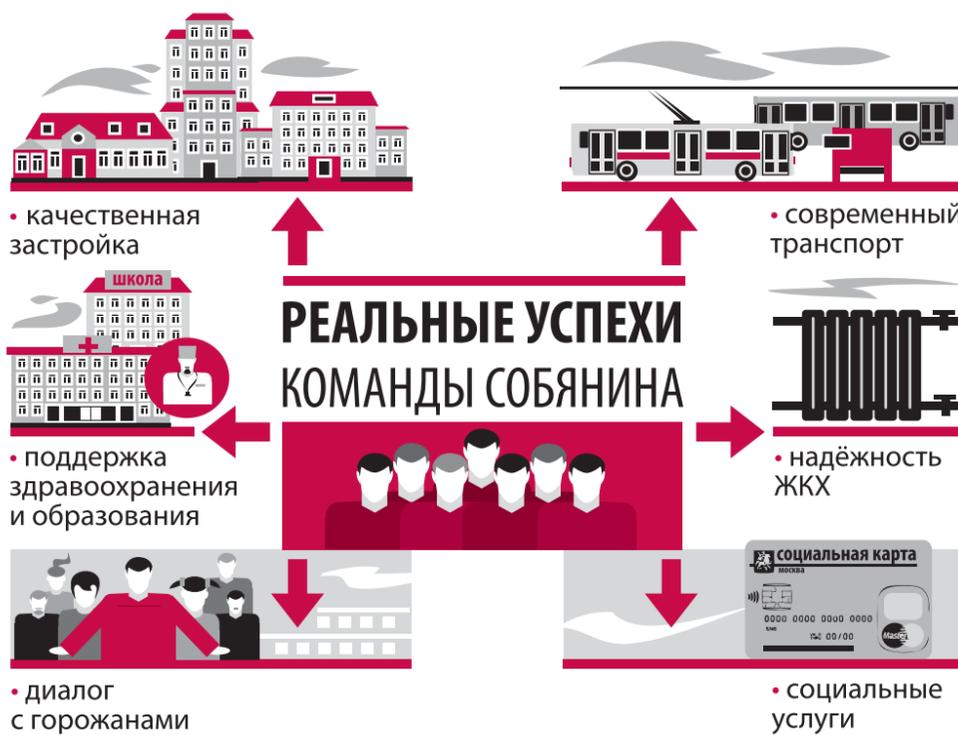 • качественная
застройка
• современный
транспорт
школа
РЕАЛЬНЫЕ УСПЕХИ
КОМАНДЫ СОБЯНИНА
• поддержка
здравоохранения
и образования
• надёжность
ЖКХ
социальная карта
москва
0000 0000 0000 0000
00/00
Master
• диалог
с горожанами
• социальные
услуги